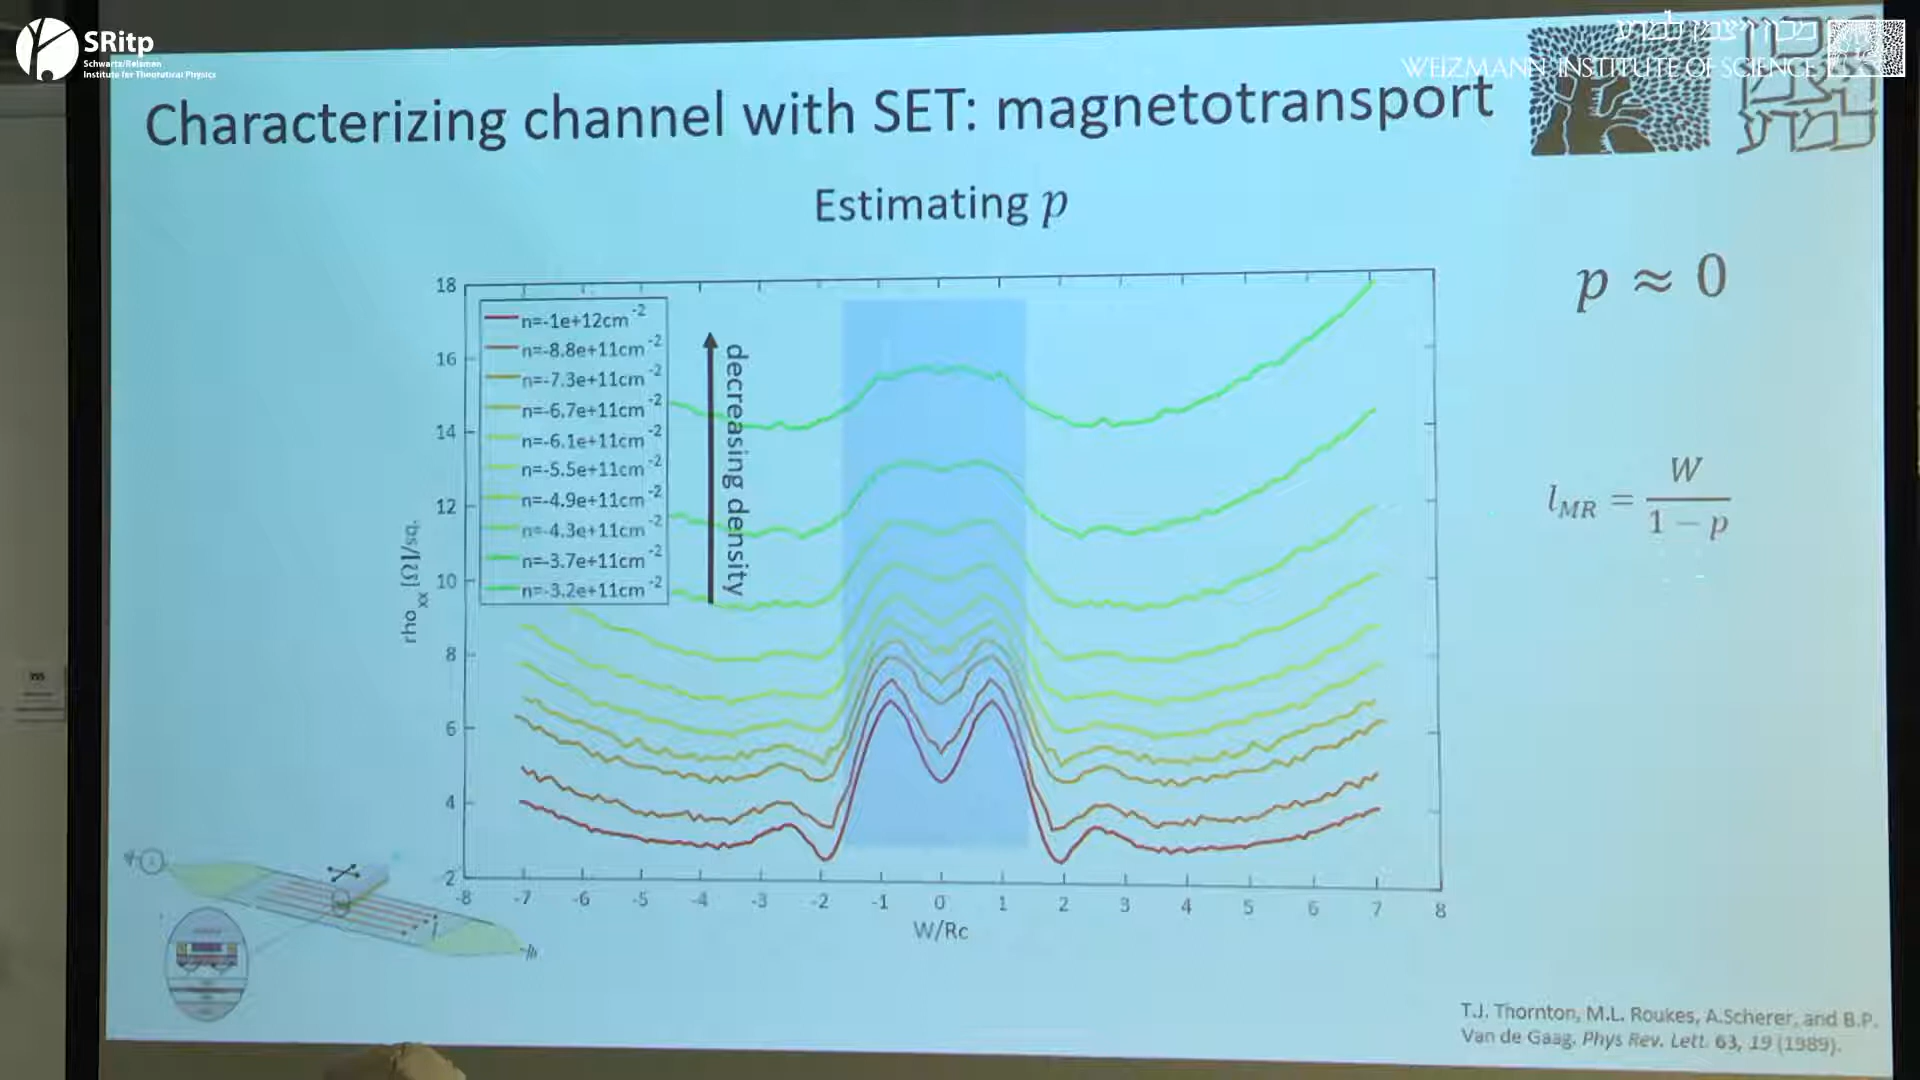 SRitp
Schwartz/Reisman
Institute for Theoretical Physics
מכון ויצמן למדע
WEIZMANN INSTITUTE OF SCIENCE
Characterizing channel with SET: magnetotransport
Estimating p
p ≈ 0
l_MR = W / (1 − p)
18
16
14
12
10
8
6
4
2
rho_xx [Ω]/sq.
n=-1e+12cm^-2
n=-8.8e+11cm^-2
n=-7.3e+11cm^-2
n=-6.7e+11cm^-2
n=-6.1e+11cm^-2
n=-5.5e+11cm^-2
n=-4.9e+11cm^-2
n=-4.3e+11cm^-2
n=-3.7e+11cm^-2
n=-3.2e+11cm^-2
decreasing density
-8 -7 -6 -5 -4 -3 -2 -1 0 1 2 3 4 5 6 7 8
W/Rc
T.J. Thornton, M.L. Roukes, A.Scherer, and B.P.
Van de Gaag. Phys Rev. Lett. 63, 19 (1989).